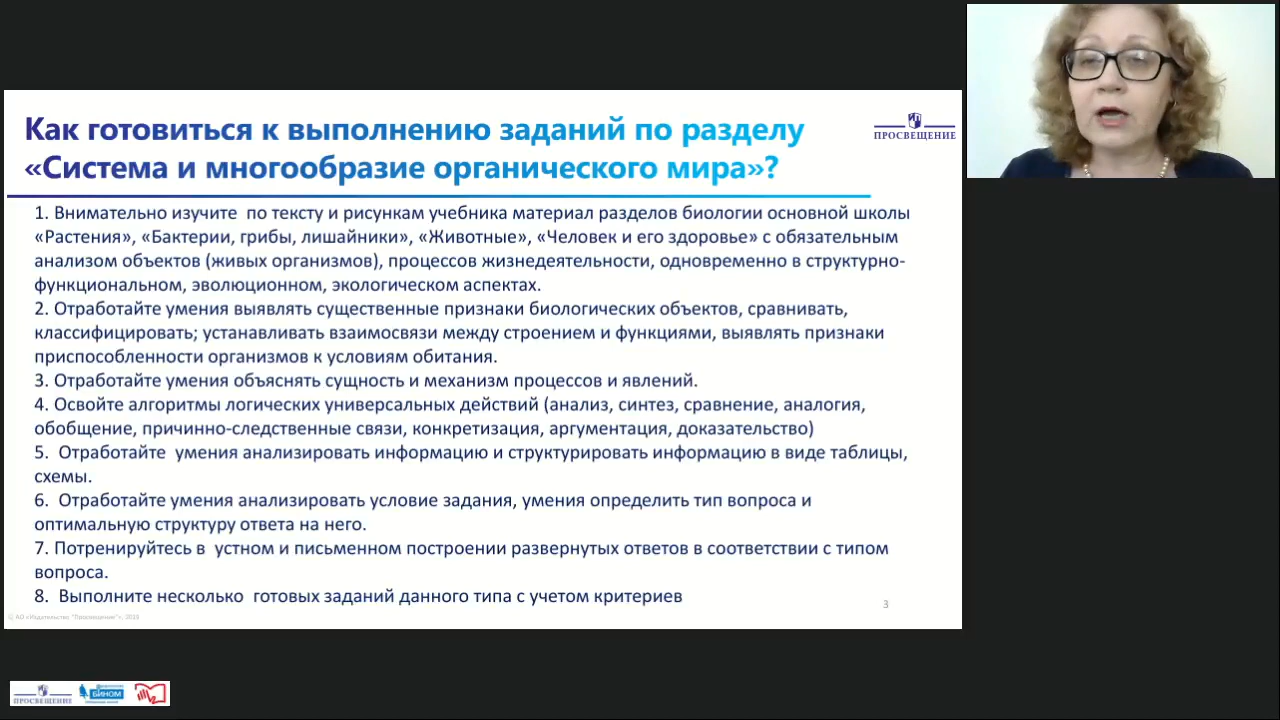 Как готовиться к выполнению заданий по разделу
«Система и многообразие органического мира»?
ПРОСВЕЩЕНИЕ
1. Внимательно изучите по тексту и рисункам учебника материал разделов биологии основной школы
«Растения», «Бактерии, грибы, лишайники», «Животные», «Человек и его здоровье» с обязательным
анализом объектов (живых организмов), процессов жизнедеятельности, одновременно в структурно-
функциональном, эволюционном, экологическом аспектах.
2. Отработайте умения выявлять существенные признаки биологических объектов, сравнивать,
классифицировать; устанавливать взаимосвязи между строением и функциями, выявлять признаки
приспособленности организмов к условиям обитания.
3. Отработайте умения объяснять сущность и механизм процессов и явлений.
4. Освойте алгоритмы логических универсальных действий (анализ, синтез, сравнение, аналогия,
обобщение, причинно-следственные связи, конкретизация, аргументация, доказательство)
5. Отработайте умения анализировать информацию и структурировать информацию в виде таблицы,
схемы.
6. Отработайте умения анализировать условие задания, умения определить тип вопроса и
оптимальную структуру ответа на него.
7. Потренируйтесь в устном и письменном построении развернутых ответов в соответствии с типом
вопроса.
8. Выполните несколько готовых заданий данного типа с учетом критериев
3
ПРОСВЕЩЕНИЕ
БИНОМ